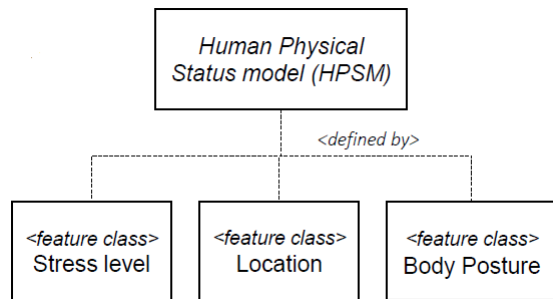 Human Physical
Status model (HPSM)
<defined by>
<feature class>
Stress level
<feature class>
Location
<feature class>
Body Posture